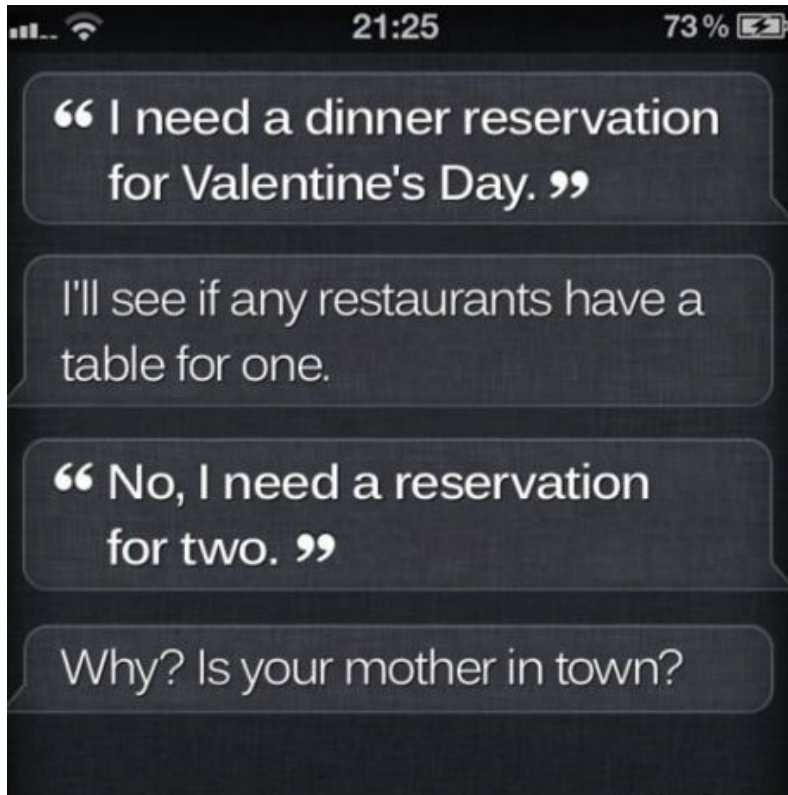 21:25 73%
“ I need a dinner reservation
for Valentine's Day. ”
I'll see if any restaurants have a
table for one.
“ No, I need a reservation
for two. ”
Why? Is your mother in town?